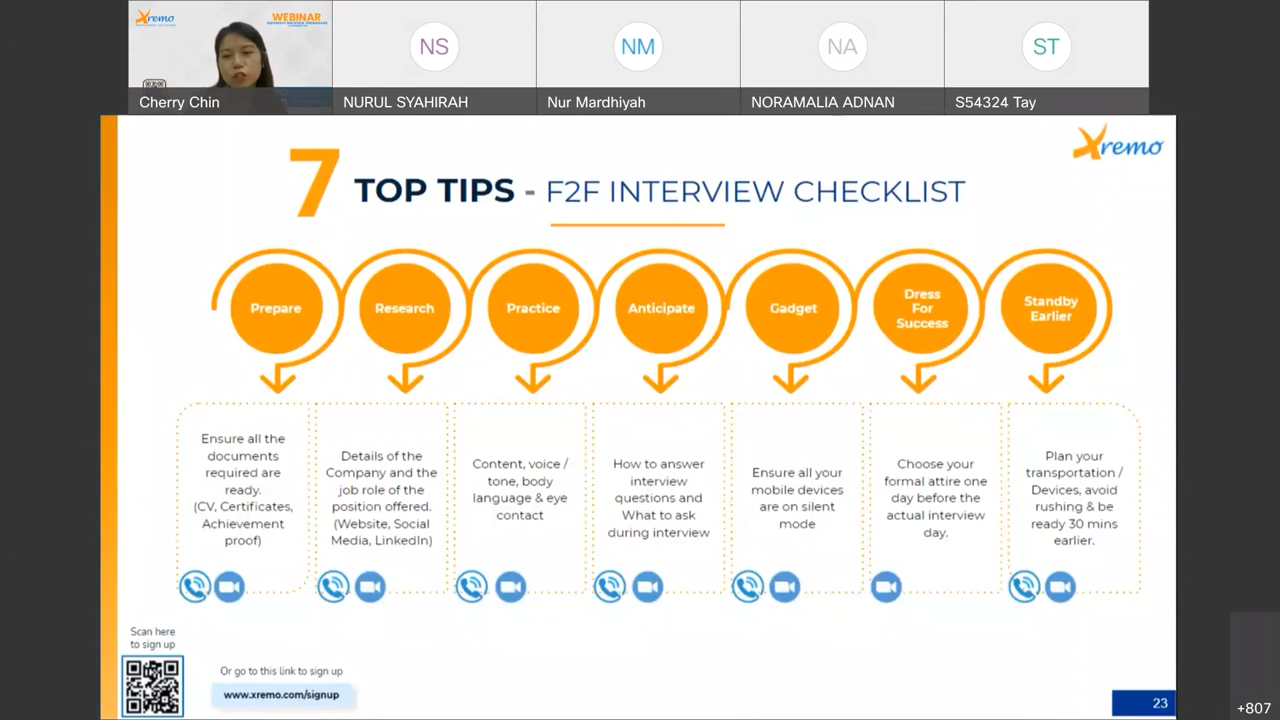 Xremo
WEBINAR
Cherry Chin
NS
NURUL SYAHIRAH
NM
Nur Mardhiyah
NA
NORAMALIA ADNAN
ST
S54324 Tay
Xremo
7 TOP TIPS - F2F INTERVIEW CHECKLIST
Prepare
Ensure all the
documents
required are
ready.
(CV, Certificates,
Achievement
proof)
Research
Details of the
Company and the
job role of the
position offered.
(Website, Social
Media, LinkedIn)
Practice
Content, voice /
tone, body
language & eye
contact
Anticipate
How to answer
interview
questions and
What to ask
during interview
Gadget
Ensure all your
mobile devices
are on silent
mode
Dress
For
Success
Choose your
formal attire one
day before the
actual interview
day.
Standby
Earlier
Plan your
transportation /
Devices, avoid
rushing & be
ready 30 mins
earlier.
Scan here
to sign up
Or go to this link to sign up
www.xremo.com/signup
23
+807